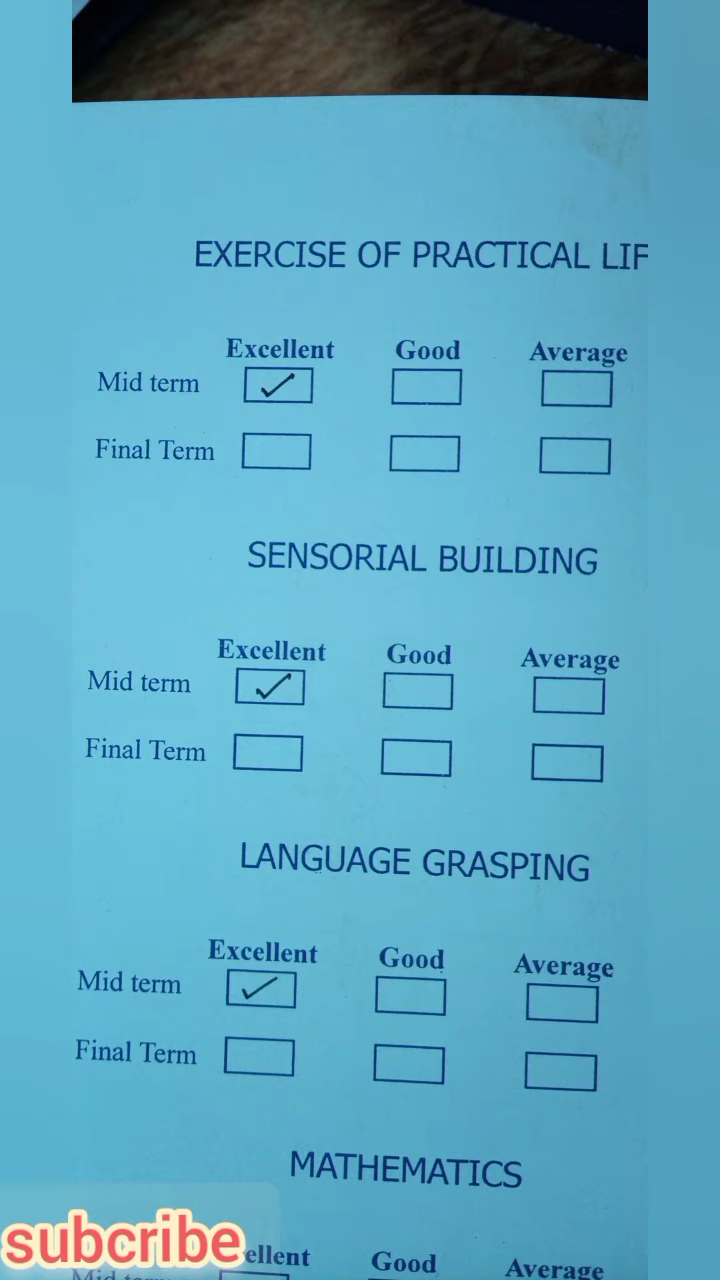 EXERCISE OF PRACTICAL LIF
Excellent Good Average
Mid term ✓
Final Term
SENSORIAL BUILDING
Excellent Good Average
Mid term ✓
Final Term
LANGUAGE GRASPING
Excellent Good Average
Mid term ✓
Final Term
MATHEMATICS
ellent Good Average
subcribe